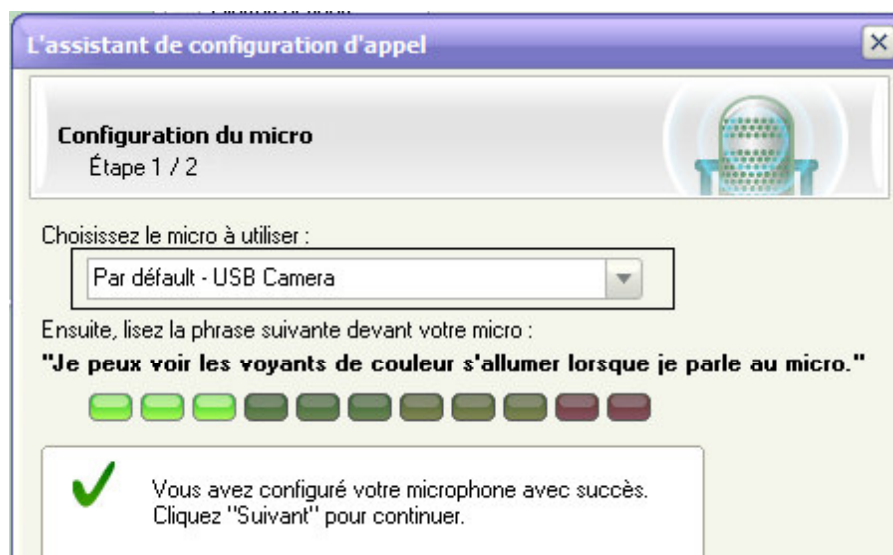 L'assistant de configuration d'appel
Configuration du micro
Étape 1 / 2
Choisissez le micro à utiliser :
Par défault - USB Camera
Ensuite, lisez la phrase suivante devant votre micro :
"Je peux voir les voyants de couleur s'allumer lorsque je parle au micro."
Vous avez configuré votre microphone avec succès.
Cliquez "Suivant" pour continuer.